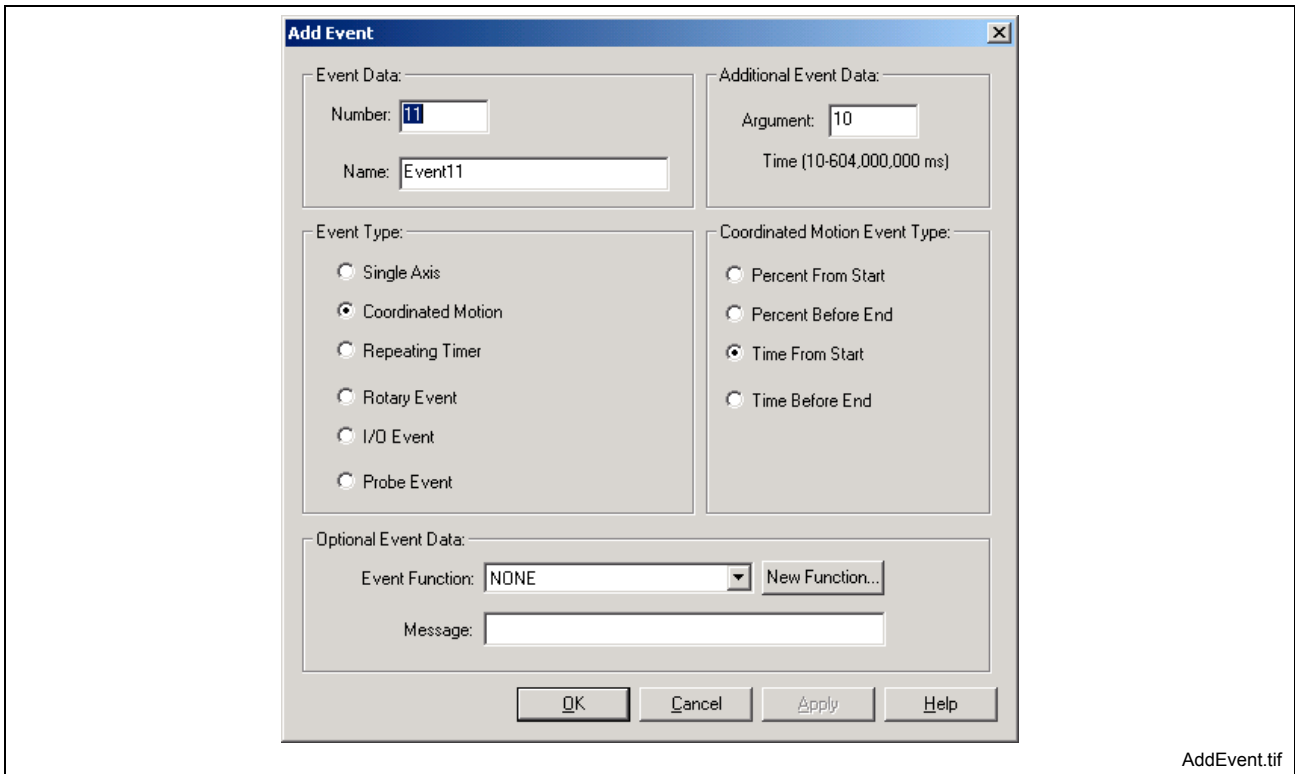 Add Event
Event Data:
Number: 11
Name: Event11
Additional Event Data:
Argument: 10
Time (10-604,000,000 ms)
Event Type:
Single Axis
Coordinated Motion
Repeating Timer
Rotary Event
I/O Event
Probe Event
Coordinated Motion Event Type:
Percent From Start
Percent Before End
Time From Start
Time Before End
Optional Event Data:
Event Function: NONE New Function...
Message:
OK Cancel Apply Help
AddEvent.tif